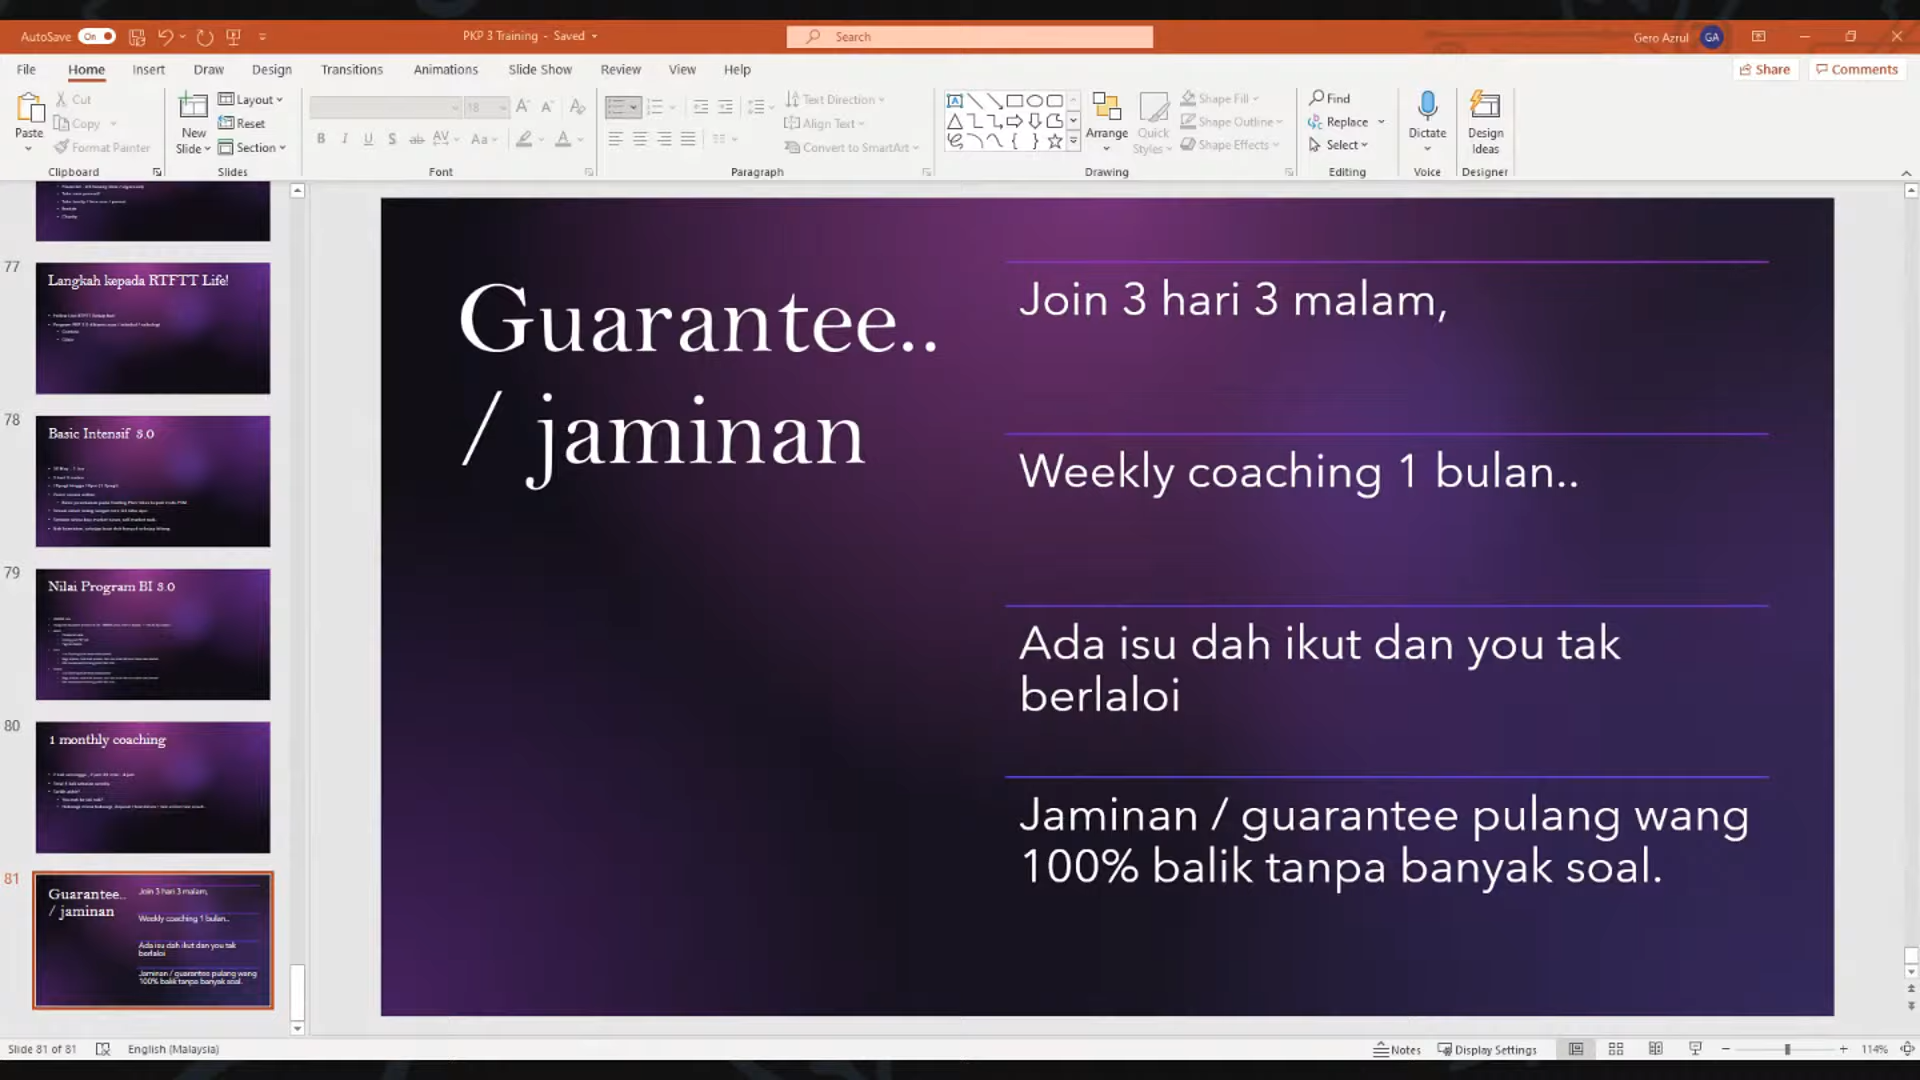 AutoSave On PKP 3 Training - Saved Search Gero Azrul GA
File Home Insert Draw Design Transitions Animations Slide Show Review View Help Share Comments
Paste Cut Copy Format Painter Clipboard
New Slide Layout Reset Section Slides
18 Font
Text Direction Align Text Convert to SmartArt Paragraph
Arrange Quick Styles Shape Fill Shape Outline Shape Effects Drawing
Find Replace Select Editing
Dictate Voice
Design Ideas Designer
77
Langkah kepada RTFTT Life!
78
Basic Intensif 3.0
79
Nilai Program BI 3.0
80
1 monthly coaching
81
Guarantee..
/ jaminan
Join 3 hari 3 malam,
Weekly coaching 1 bulan..
Ada isu dah ikut dan you tak
berlaloi
Jaminan / guarantee pulang wang
100% balik tanpa banyak soal.
Guarantee..
/ jaminan
Join 3 hari 3 malam,
Weekly coaching 1 bulan..
Ada isu dah ikut dan you tak
berlaloi
Jaminan / guarantee pulang wang
100% balik tanpa banyak soal.
Slide 81 of 81 English (Malaysia) Notes Display Settings 114%